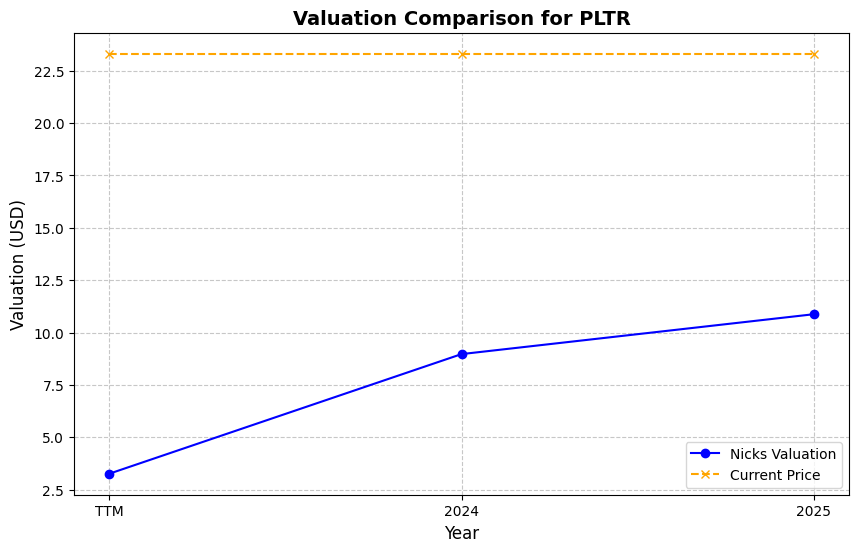 Valuation Comparison for PLTR
Valuation (USD)
22.5
20.0
17.5
15.0
12.5
10.0
7.5
5.0
2.5
TTM 2024 2025
Year
Nicks Valuation
Current Price